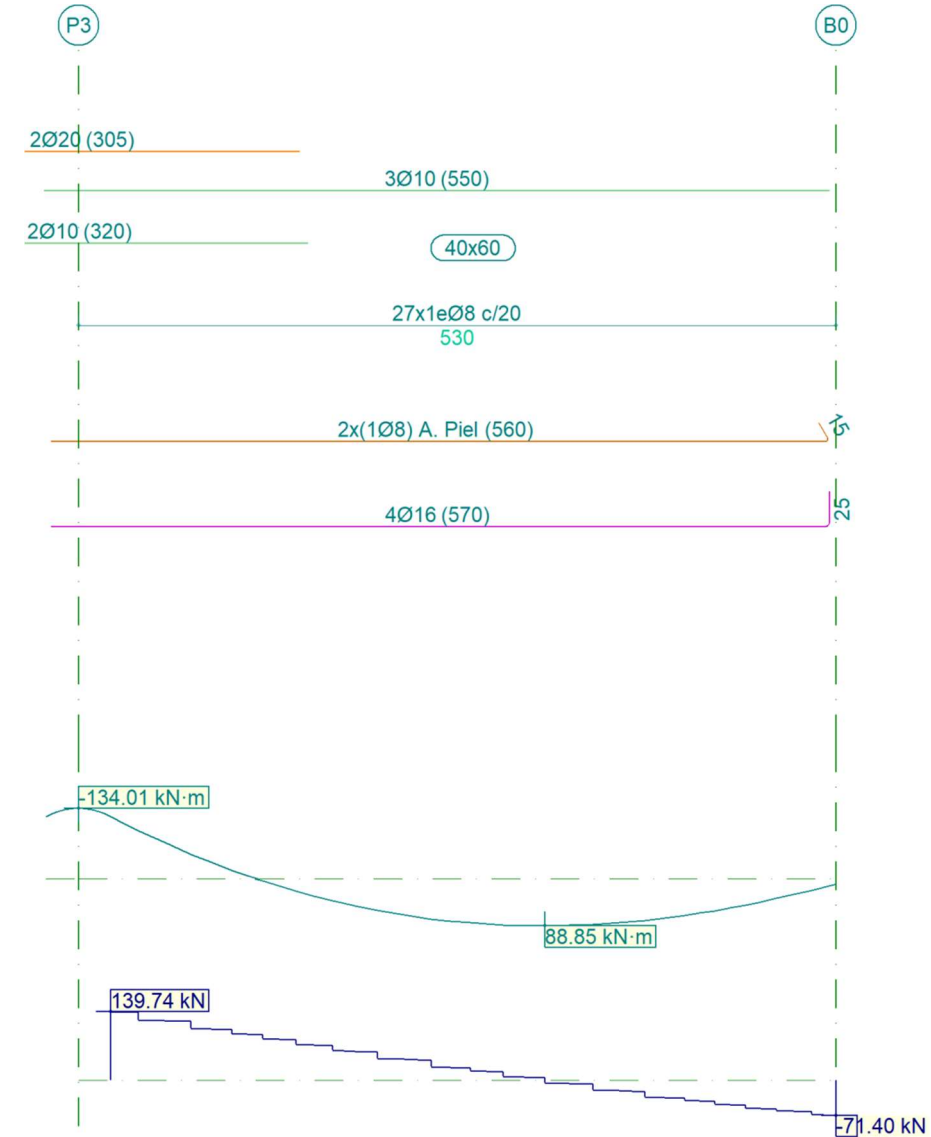 P3
B0
2Ø20 (305)
3Ø10 (550)
2Ø10 (320)
40x60
27x1eØ8 c/20
530
2x(1Ø8) A. Piel (560)
15
4Ø16 (570)
25
-134.01 kN·m
88.85 kN·m
139.74 kN
-71.40 kN